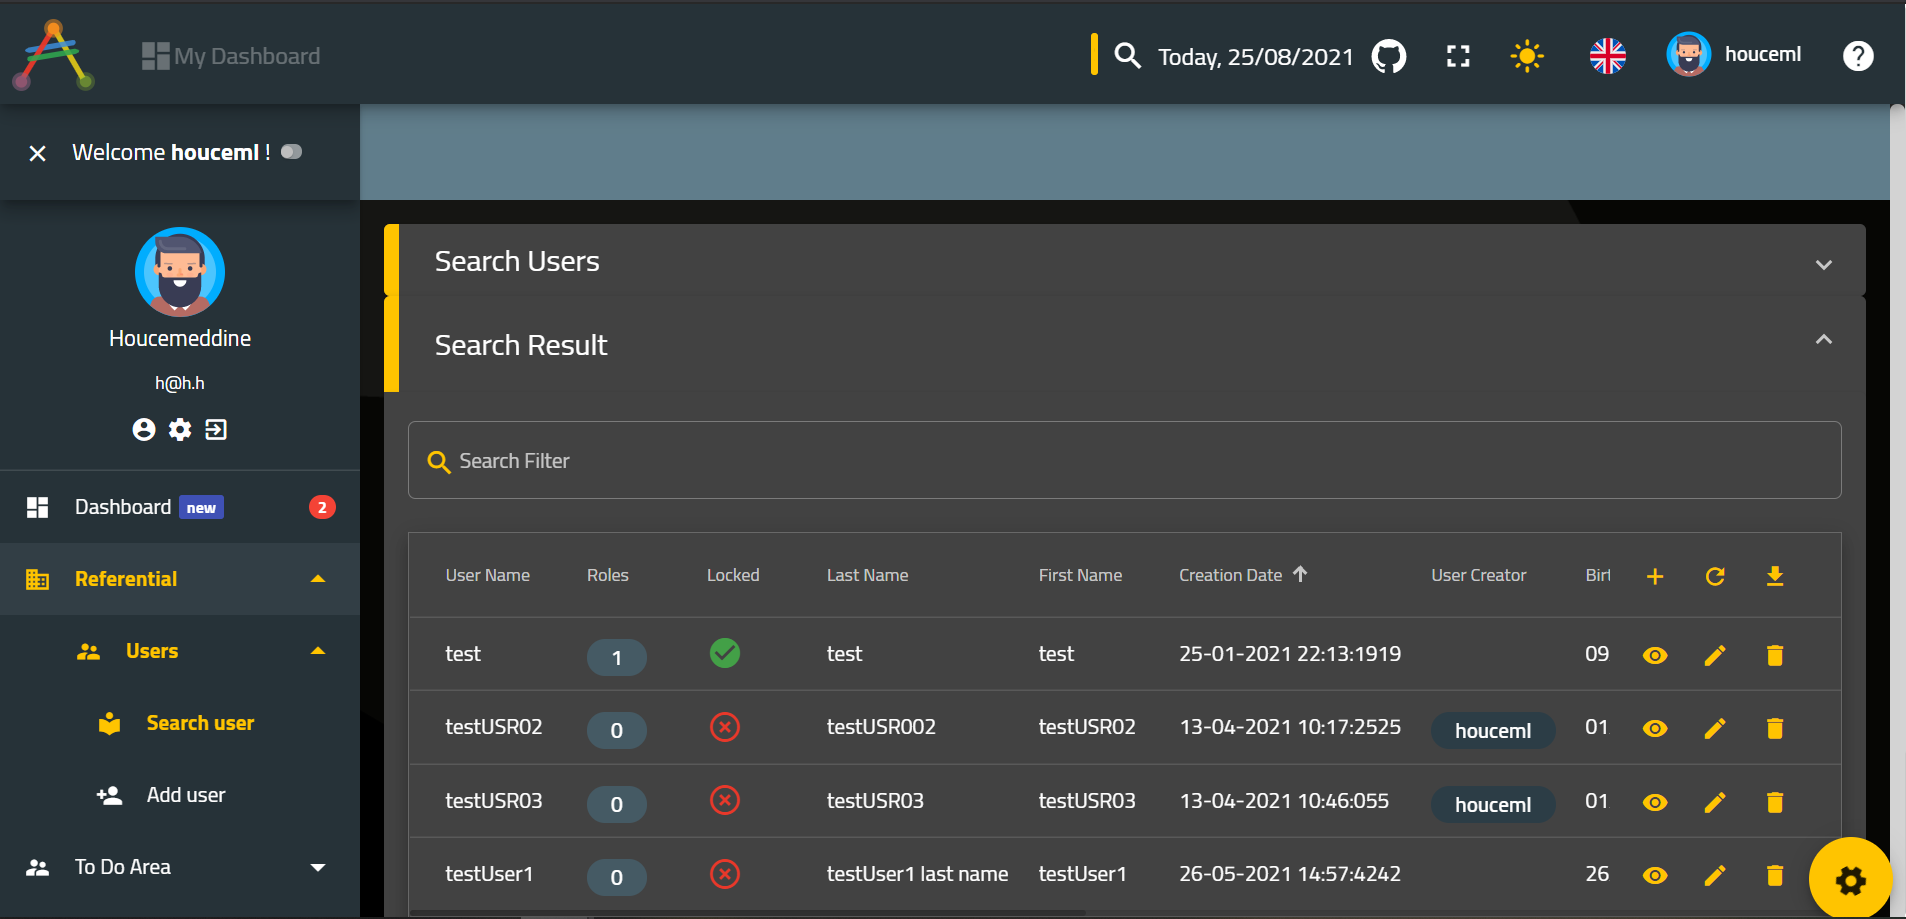 My Dashboard
Today, 25/08/2021
houceml
Welcome houceml !
Houcemeddine
h@h.h
Dashboard new 2
Referential
Users
Search user
Add user
To Do Area
Search Users
Search Result
Search Filter
User Name Roles Locked Last Name First Name Creation Date User Creator Birt
test 1 test test 25-01-2021 22:13:1919 09
testUSR02 0 testUSR002 testUSR02 13-04-2021 10:17:2525 houceml 01
testUSR03 0 testUSR03 testUSR03 13-04-2021 10:46:055 houceml 01
testUser1 0 testUser1 last name testUser1 26-05-2021 14:57:4242 26